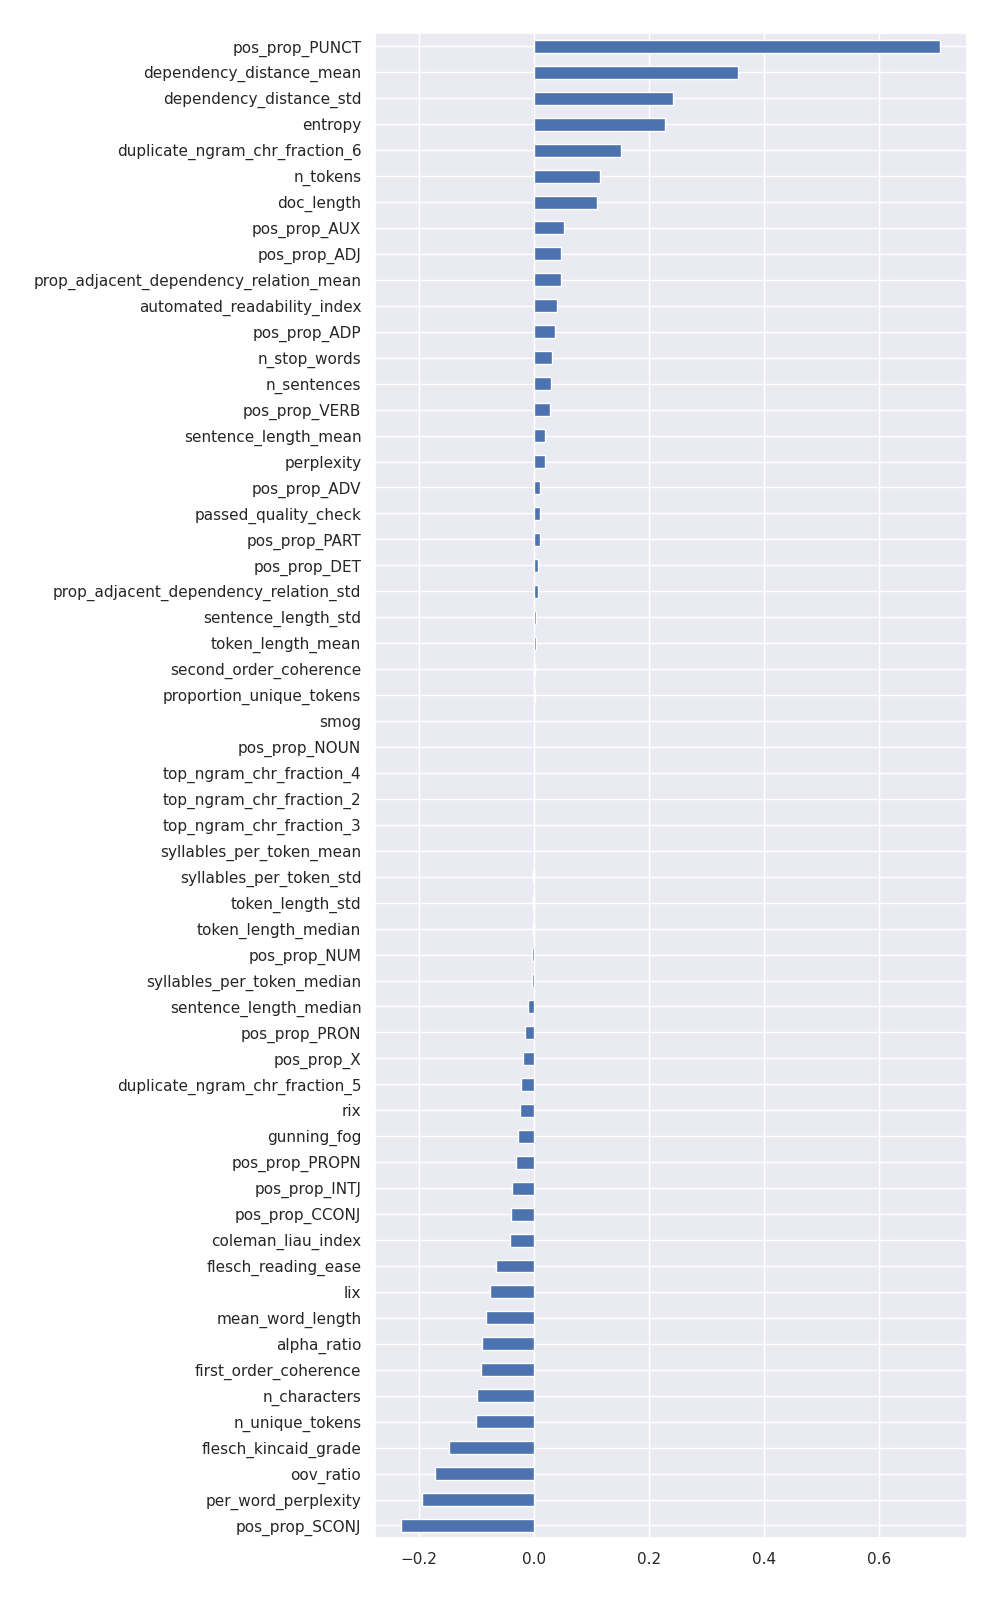 pos_prop_PUNCT
dependency_distance_mean
dependency_distance_std
entropy
duplicate_ngram_chr_fraction_6
n_tokens
doc_length
pos_prop_AUX
pos_prop_ADJ
prop_adjacent_dependency_relation_mean
automated_readability_index
pos_prop_ADP
n_stop_words
n_sentences
pos_prop_VERB
sentence_length_mean
perplexity
pos_prop_ADV
passed_quality_check
pos_prop_PART
pos_prop_DET
prop_adjacent_dependency_relation_std
sentence_length_std
token_length_mean
second_order_coherence
proportion_unique_tokens
smog
pos_prop_NOUN
top_ngram_chr_fraction_4
top_ngram_chr_fraction_2
top_ngram_chr_fraction_3
syllables_per_token_mean
syllables_per_token_std
token_length_std
token_length_median
pos_prop_NUM
syllables_per_token_median
sentence_length_median
pos_prop_PRON
pos_prop_X
duplicate_ngram_chr_fraction_5
rix
gunning_fog
pos_prop_PROPN
pos_prop_INTJ
pos_prop_CCONJ
coleman_liau_index
flesch_reading_ease
lix
mean_word_length
alpha_ratio
first_order_coherence
n_characters
n_unique_tokens
flesch_kincaid_grade
oov_ratio
per_word_perplexity
pos_prop_SCONJ
−0.2 0.0 0.2 0.4 0.6